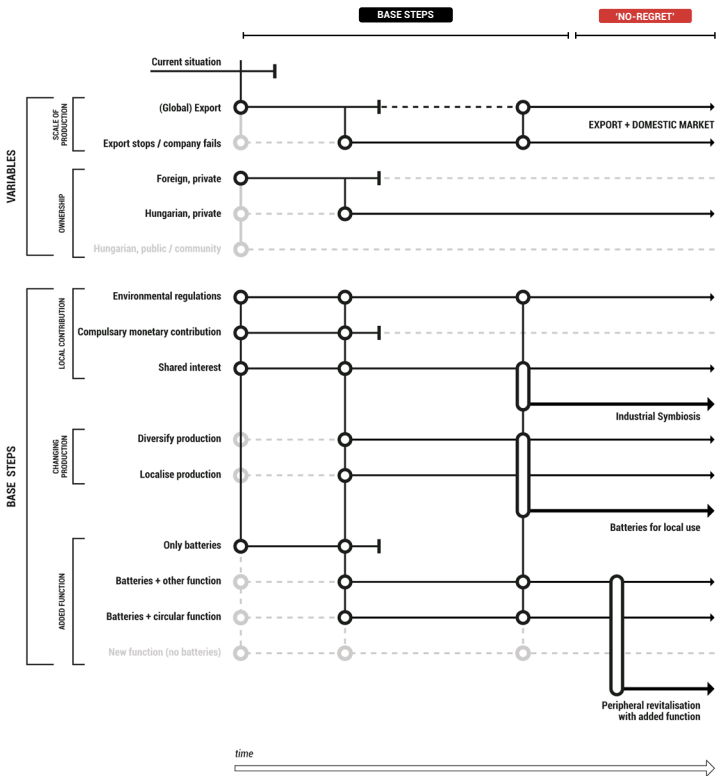 BASE STEPS
'NO-REGRET'
Current situation
VARIABLES
SCALE OF
PRODUCTION
(Global) Export
EXPORT + DOMESTIC MARKET
Export stops / company fails
OWNERSHIP
Foreign, private
Hungarian, private
Hungarian, public / community
BASE STEPS
LOCAL CONTRIBUTION
Environmental regulations
Compulsary monetary contribution
Shared interest
Industrial Symbiosis
CHANGING
PRODUCTION
Diversify production
Localise production
Batteries for local use
ADDED FUNCTION
Only batteries
Batteries + other function
Batteries + circular function
New function (no batteries)
Peripheral revitalisation
with added function
time